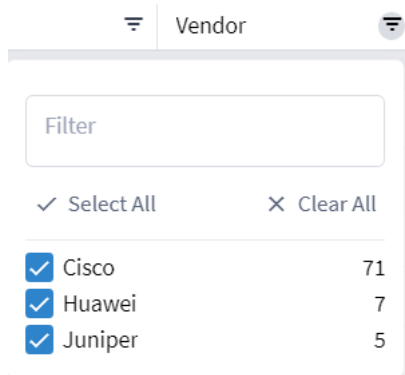 Vendor
Filter
Select All Clear All
Cisco 71
Huawei 7
Juniper 5